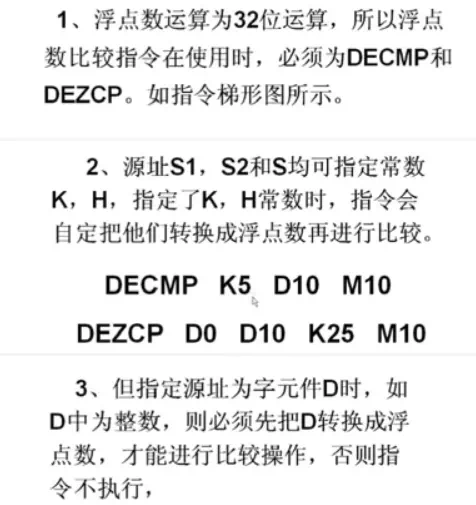 1、浮点数运算为32位运算，所以浮点
数比较指令在使用时，必须为DECMP和
DEZCP。如指令梯形图所示。
2、源址S1，S2和S均可指定常数
K，H，指定了K，H常数时，指令会
自定把他们转换成浮点数再进行比较。
DECMP K5 D10 M10
DEZCP D0 D10 K25 M10
3、但指定源址为字元件D时，如
D中为整数，则必须先把D转换成浮
点数，才能进行比较操作，否则指
令不执行，